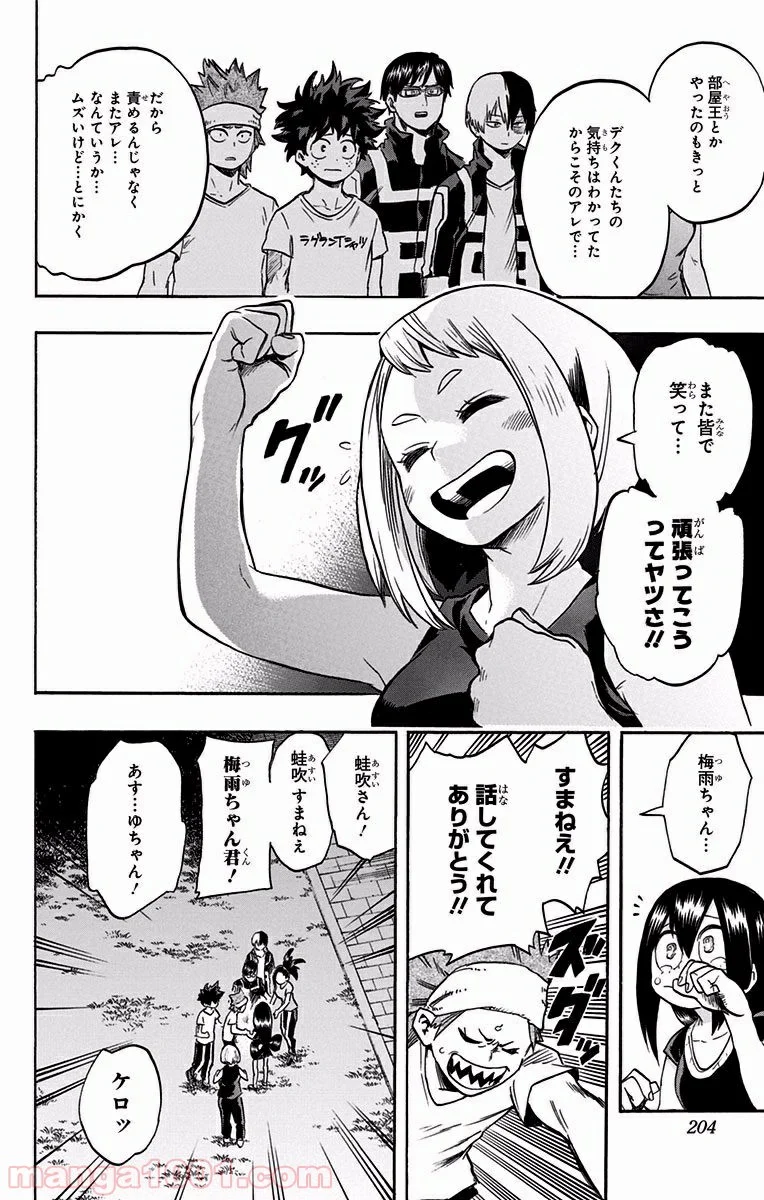 部屋王とか
やったのもきっと
デクくんたちの
気持ちはわかってた
からこそのアレで…
だから
責めるんじゃなく
またアレ…
なんていうか…
ムズいけど…とにかく
ラグランTシャツ
また皆で
笑って…
頑張ってこう
ってヤツさ!!
グッ
梅雨ちゃん…
すまねえ!!
話してくれて
ありがとう!!
ズダッ
蛙吹さん!
蛙吹すまねえ
梅雨ちゃん君!
あす…ゆちゃん!
ケロッ
204
manga1001.com